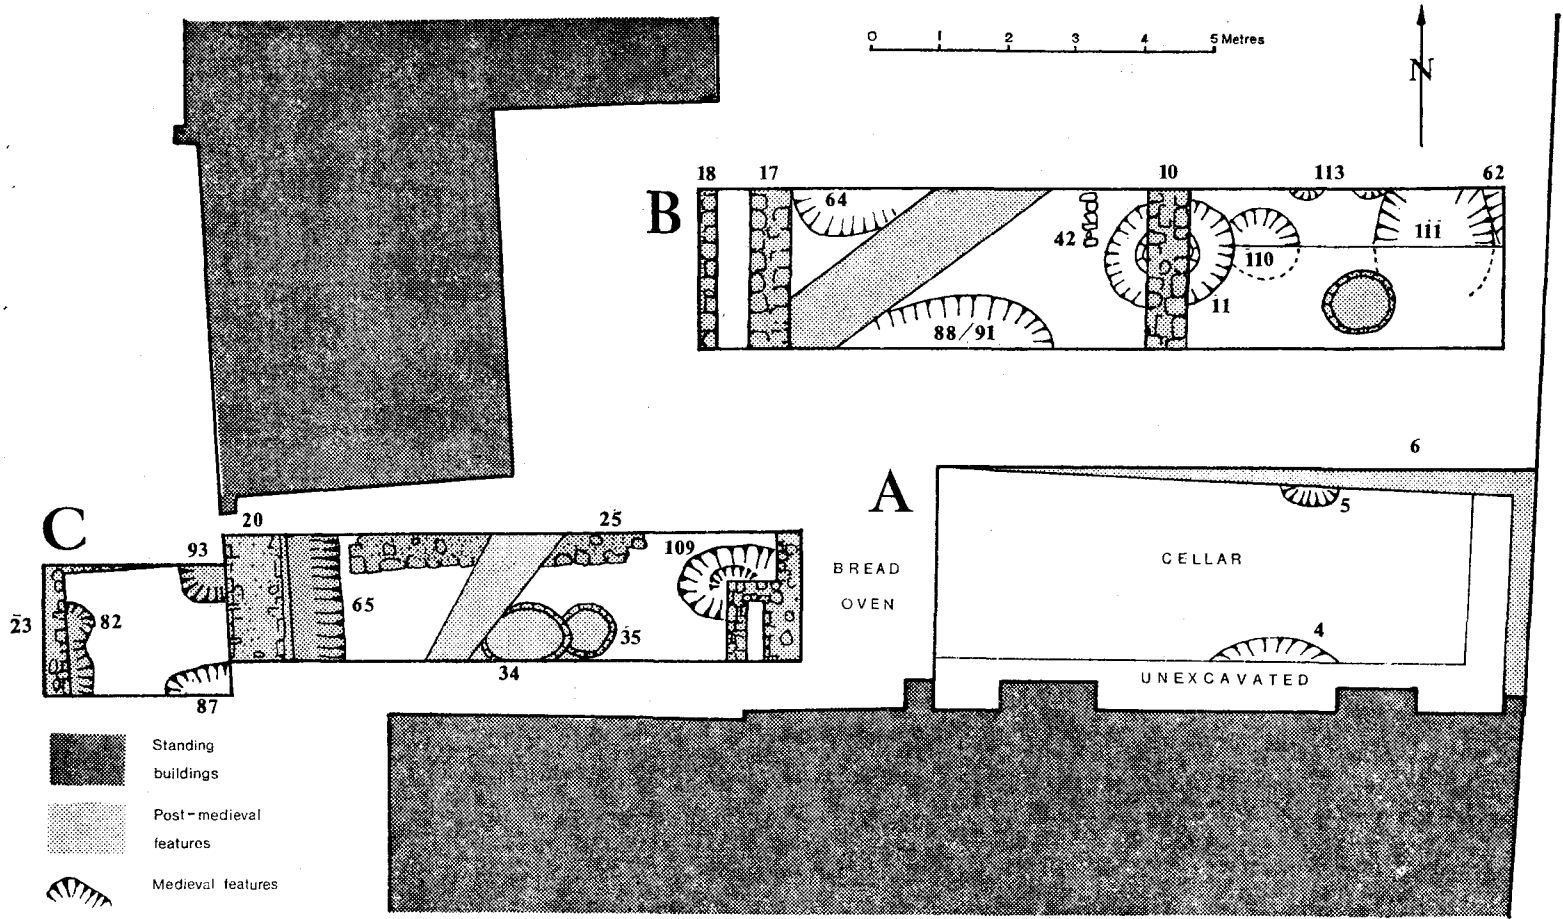 0 1 2 3 4 5 Metres
N
B
18 17 10 113 62
64
42
110
111
11
88/91
6
A
5
CELLAR
4
UNEXCAVATED
BREAD
OVEN
C
20 25
93
109
65
82
23
35
34
87
Standing
buildings
Post-medieval
features
Medieval features